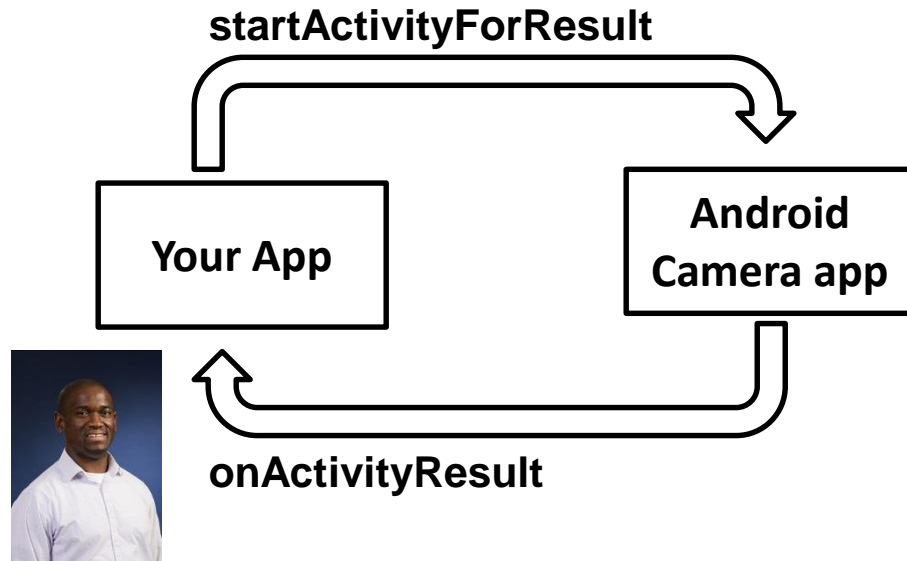 startActivityForResult
Your App
Android
Camera app
onActivityResult